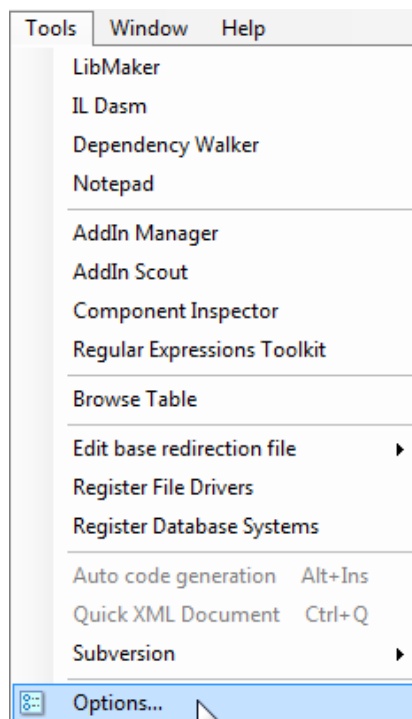 Tools Window Help
LibMaker
IL Dasm
Dependency Walker
Notepad
AddIn Manager
AddIn Scout
Component Inspector
Regular Expressions Toolkit
Browse Table
Edit base redirection file
Register File Drivers
Register Database Systems
Auto code generation Alt+Ins
Quick XML Document Ctrl+Q
Subversion
Options...